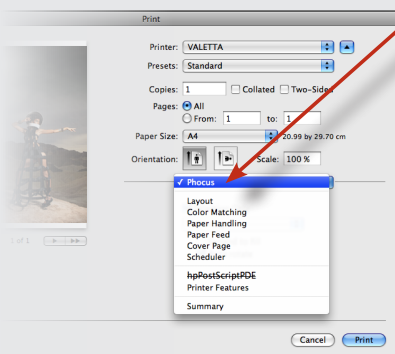 Print
Printer: VALETTA
Presets: Standard
Copies: 1 Collated Two-Sided
Pages: All
From: 1 to: 1
Paper Size: A4 20.99 by 29.70 cm
Orientation: Scale: 100 %
✓ Phocus
Layout
Color Matching
Paper Handling
Paper Feed
Cover Page
Scheduler
hpPostScriptPDE
Printer Features
Summary
of 1
Cancel Print